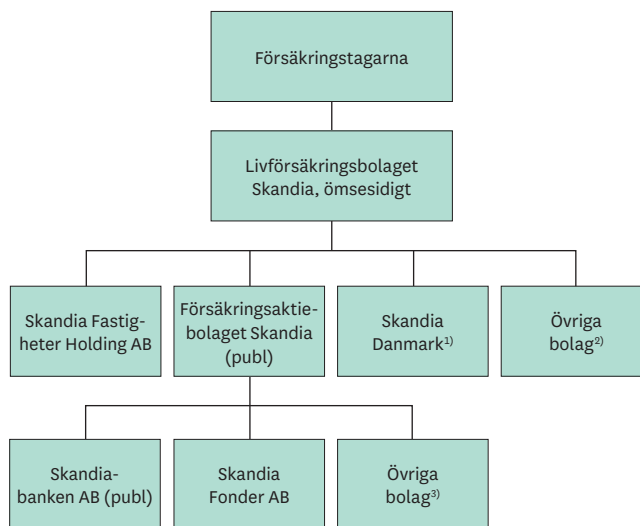 Försäkringstagarna
Livförsäkringsbolaget
Skandia, ömsesidigt
Skandia Fastig-
heter Holding AB
Försäkringsaktie-
bolaget Skandia
(publ)
Skandia
Danmark¹⁾
Övriga
bolag²⁾
Skandia-
banken AB (publ)
Skandia
Fonder AB
Övriga
bolag³⁾